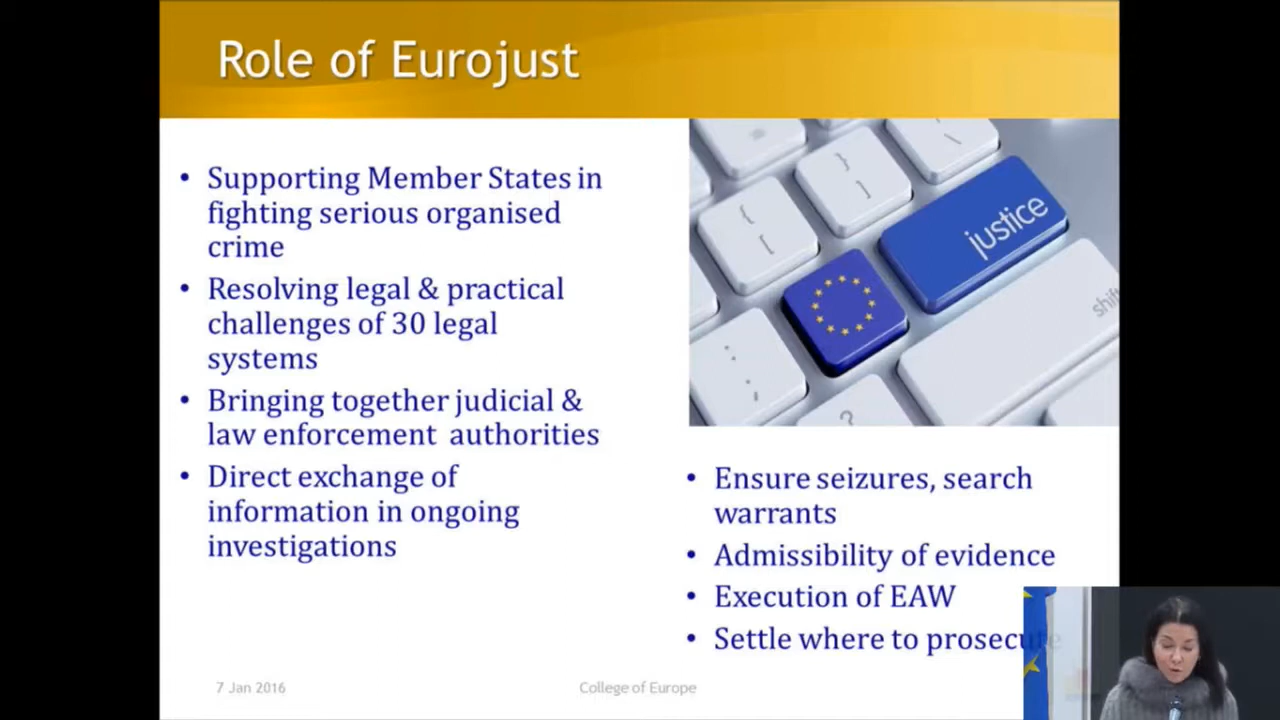 Role of Eurojust
• Supporting Member States in
fighting serious organised
crime
• Resolving legal & practical
challenges of 30 legal
systems
• Bringing together judicial &
law enforcement authorities
• Direct exchange of
information in ongoing
investigations
justice
shift
?
• Ensure seizures, search
warrants
• Admissibility of evidence
• Execution of EAW
• Settle where to prosecute
7 Jan 2016
College of Europe